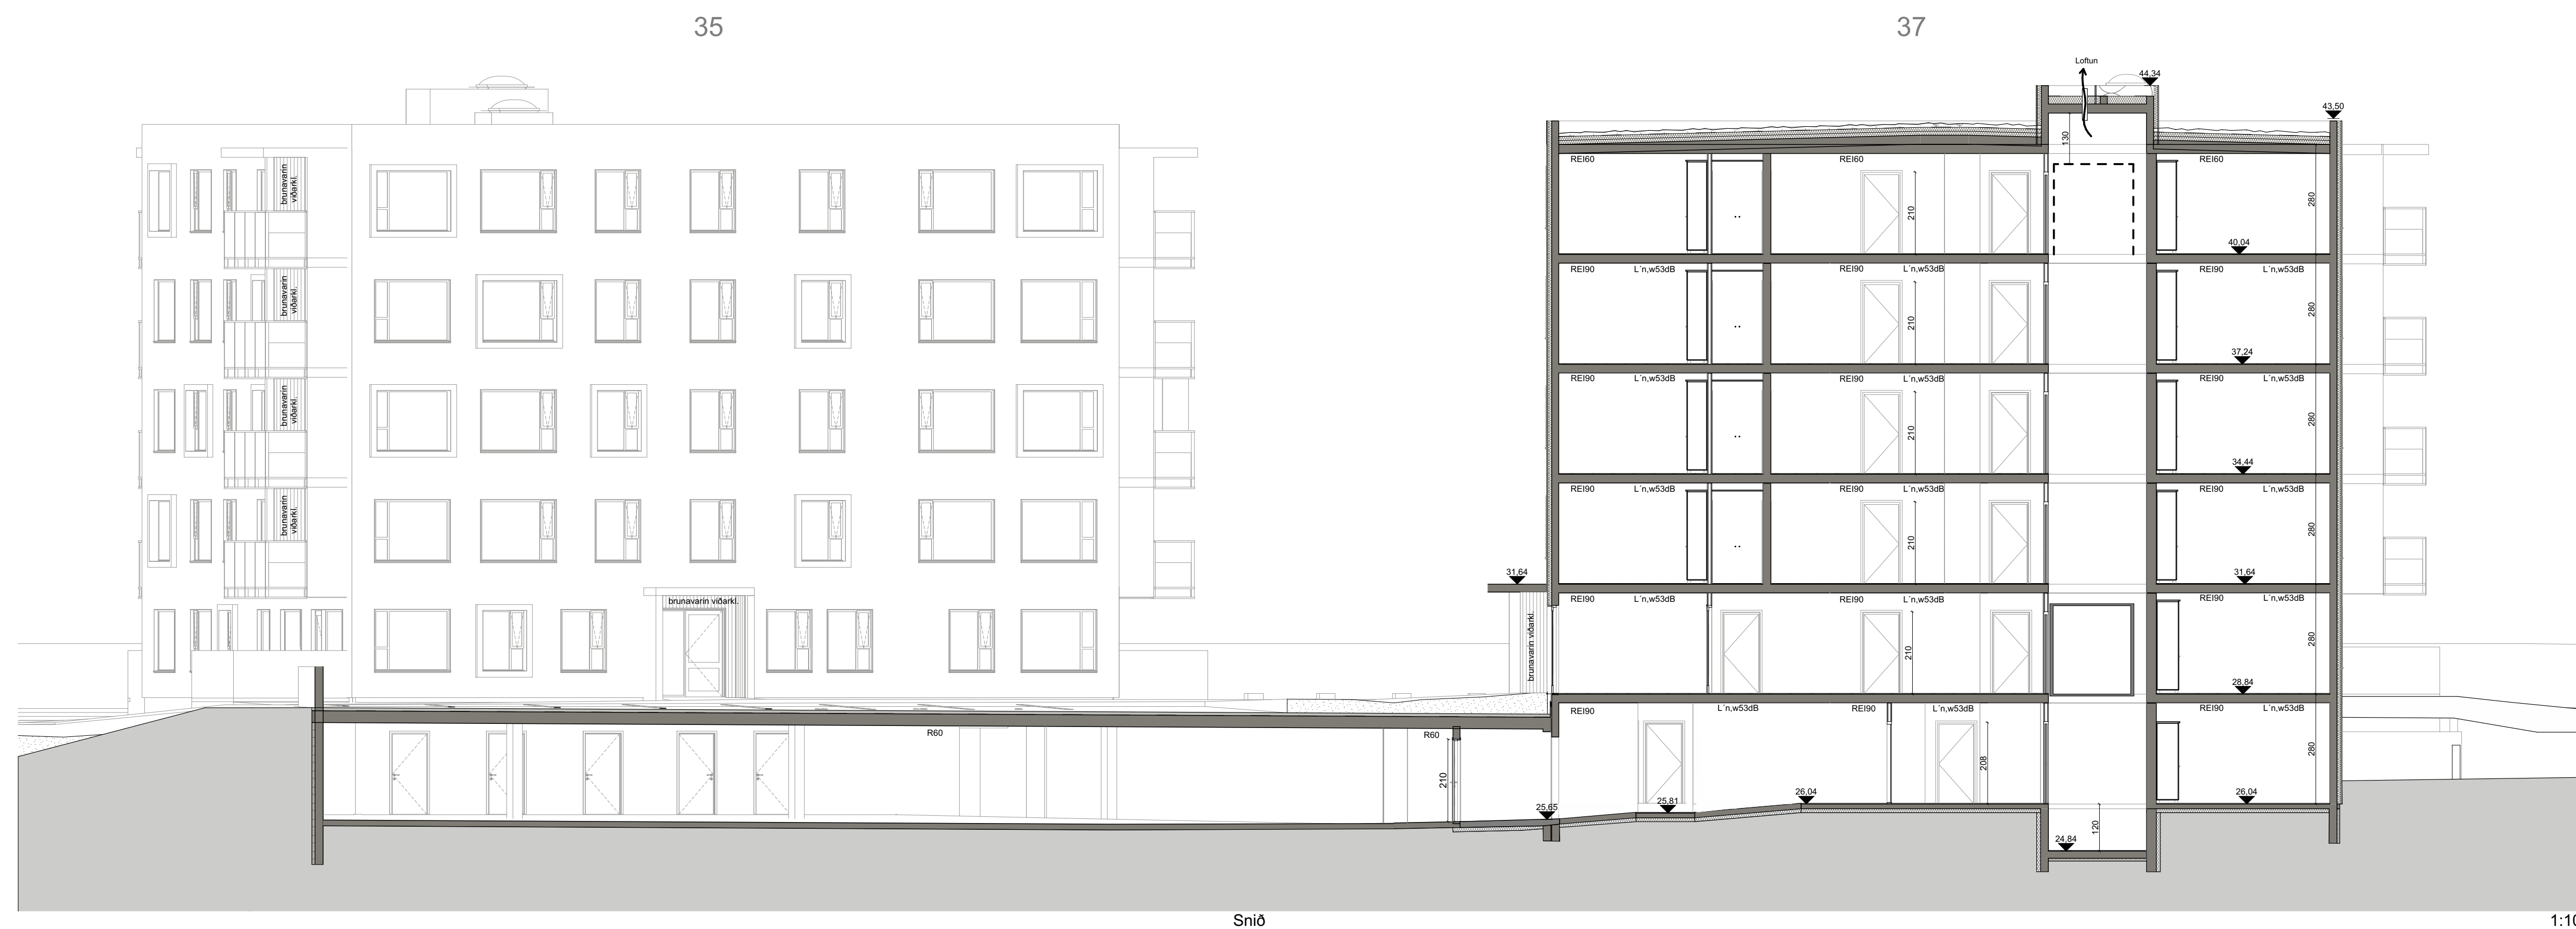 35
37
Loftun
44,34
43,50
130
REI60
REI60
REI60
brunavarin
viðarkl.
210
280
40,04
REI90
L´n,w53dB
REI90
L´n,w53dB
REI90
L´n,w53dB
brunavarin
viðarkl.
210
280
37,24
REI90
L´n,w53dB
REI90
L´n,w53dB
REI90
L´n,w53dB
brunavarin
viðarkl.
210
280
34,44
REI90
L´n,w53dB
REI90
L´n,w53dB
REI90
L´n,w53dB
brunavarin
viðarkl.
210
280
31,64
31,64
brunavarin viðarkl.
REI90
L´n,w53dB
REI90
L´n,w53dB
REI90
L´n,w53dB
brunavarin viðarkl.
210
280
28,84
REI90
L´n,w53dB
REI90
L´n,w53dB
REI90
L´n,w53dB
R60
R60
210
208
280
25,65
25,81
26,04
26,04
120
24,84
Snið
1:10